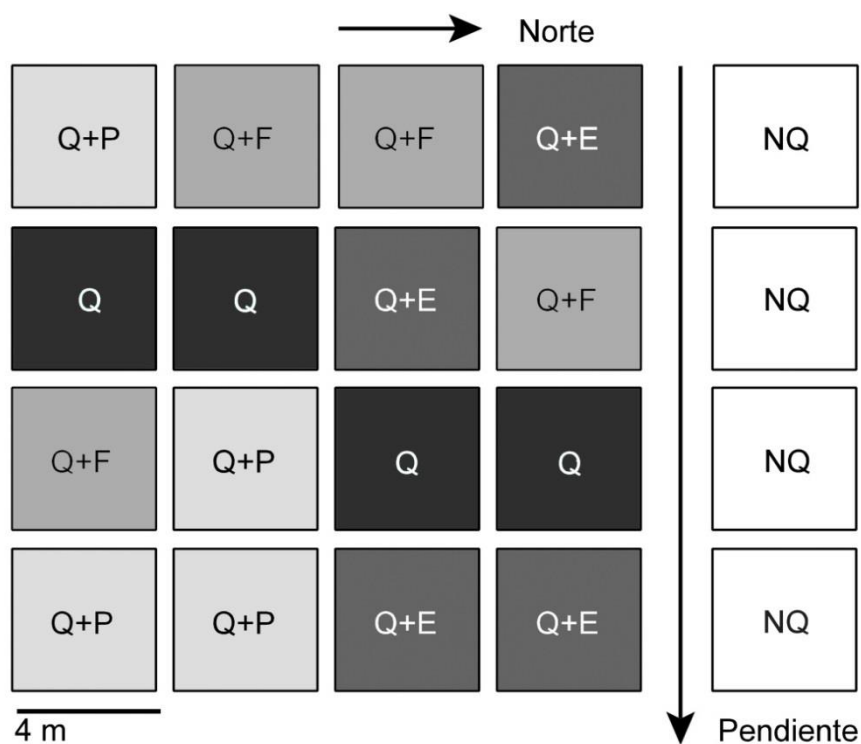 Norte
Q+P Q+F Q+F Q+E NQ
Q Q Q+E Q+F NQ
Q+F Q+P Q Q NQ
Q+P Q+P Q+E Q+E NQ
4 m Pendiente